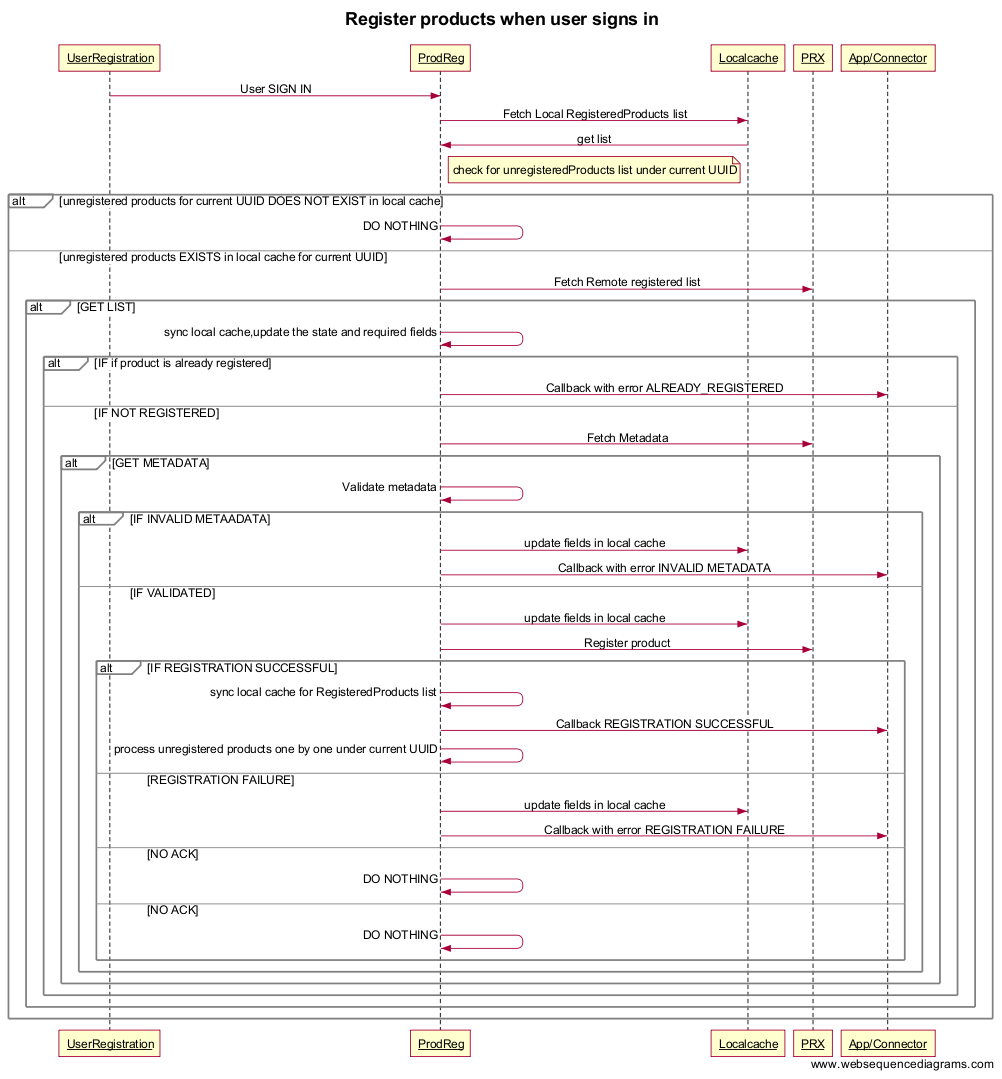 Register products when user signs in
UserRegistration
ProdReg
Localcache
PRX
App/Connector
User SIGN IN
Fetch Local RegisteredProducts list
get list
check for unregisteredProducts list under current UUID
alt
[unregistered products for current UUID DOES NOT EXIST in local cache]
DO NOTHING
[unregistered products EXISTS in local cache for current UUID]
Fetch Remote registered list
alt
[GET LIST]
sync local cache,update the state and required fields
alt
[IF if product is already registered]
Callback with error ALREADY_REGISTERED
[IF NOT REGISTERED]
Fetch Metadata
alt
[GET METADATA]
Validate metadata
alt
[IF INVALID METAADATA]
update fields in local cache
Callback with error INVALID METADATA
[IF VALIDATED]
update fields in local cache
Register product
alt
[IF REGISTRATION SUCCESSFUL]
sync local cache for RegisteredProducts list
Callback REGISTRATION SUCCESSFUL
process unregistered products one by one under current UUID
[REGISTRATION FAILURE]
update fields in local cache
Callback with error REGISTRATION FAILURE
[NO ACK]
DO NOTHING
[NO ACK]
DO NOTHING
UserRegistration
ProdReg
Localcache
PRX
App/Connector
www.websequencediagrams.com